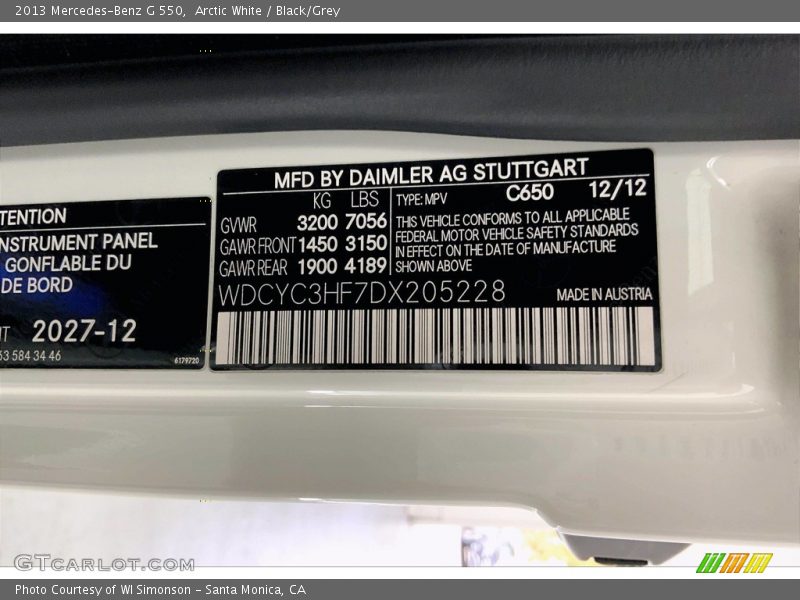 2013 Mercedes-Benz G 550,  Arctic White / Black/Grey
TENTION
NSTRUMENT PANEL
GONFLABLE DU
DE BORD
2027-12
584 34 46
6179720
MFD BY DAIMLER AG STUTTGART
KG LBS
GVWR 3200 7056
GAWR FRONT 1450 3150
GAWR REAR 1900 4189
TYPE: MPV C650 12/12
THIS VEHICLE CONFORMS TO ALL APPLICABLE
FEDERAL MOTOR VEHICLE SAFETY STANDARDS
IN EFFECT ON THE DATE OF MANUFACTURE
SHOWN ABOVE
WDCYC3HF7DX205228 MADE IN AUSTRIA
GTCARLOT.COM
Photo Courtesy of WI Simonson - Santa Monica, CA